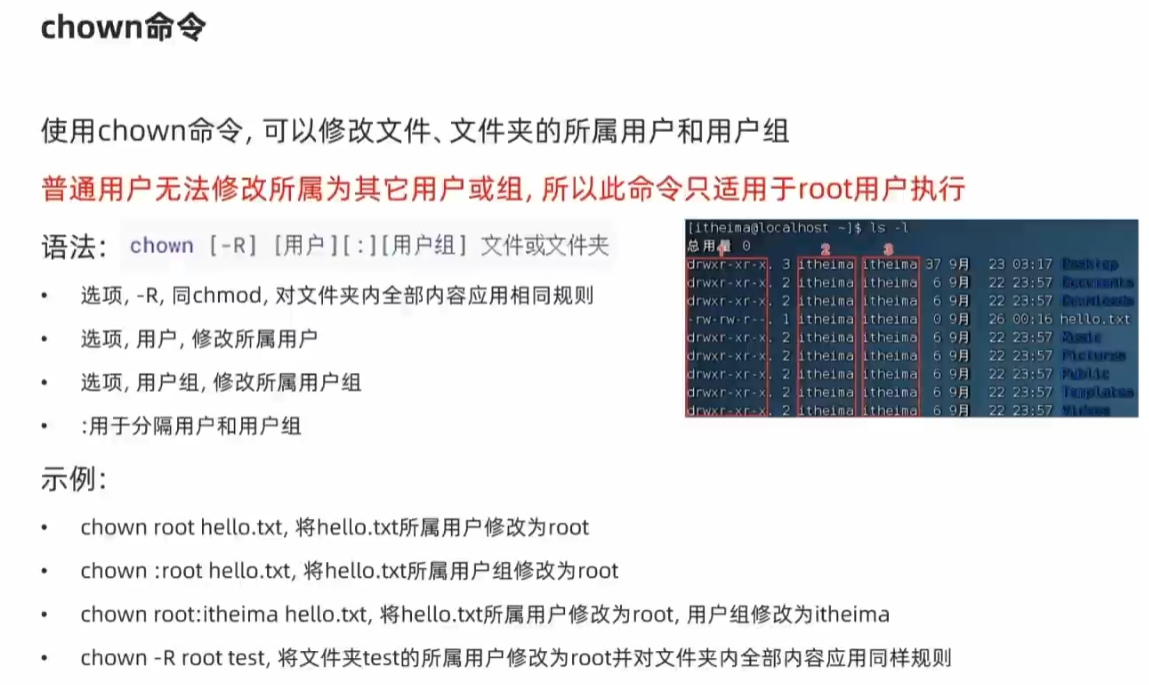 chown命令
使用chown命令, 可以修改文件、文件夹的所属用户和用户组
普通用户无法修改所属为其它用户或组, 所以此命令只适用于root用户执行
语法: chown [-R] [用户][:][用户组] 文件或文件夹
• 选项, -R, 同chmod, 对文件夹内全部内容应用相同规则
• 选项, 用户, 修改所属用户
• 选项, 用户组, 修改所属用户组
• :用于分隔用户和用户组
[itheima@localhost ~]$ ls -l
总用量 0
1 2 3
drwxr-xr-x. 3 itheima itheima 37 9月 23 03:17 Desktop
drwxr-xr-x. 2 itheima itheima 6 9月 22 23:57 Documents
drwxr-xr-x. 2 itheima itheima 6 9月 22 23:57 Downloads
-rw-rw-r--. 1 itheima itheima 0 9月 26 00:16 hello.txt
drwxr-xr-x. 2 itheima itheima 6 9月 22 23:57 Music
drwxr-xr-x. 2 itheima itheima 6 9月 22 23:57 Pictures
drwxr-xr-x. 2 itheima itheima 6 9月 22 23:57 Public
drwxr-xr-x. 2 itheima itheima 6 9月 22 23:57 Templates
drwxr-xr-x. 2 itheima itheima 6 9月 22 23:57 Videos
示例:
• chown root hello.txt, 将hello.txt所属用户修改为root
• chown :root hello.txt, 将hello.txt所属用户组修改为root
• chown root:itheima hello.txt, 将hello.txt所属用户修改为root, 用户组修改为itheima
• chown -R root test, 将文件夹test的所属用户修改为root并对文件夹内全部内容应用同样规则